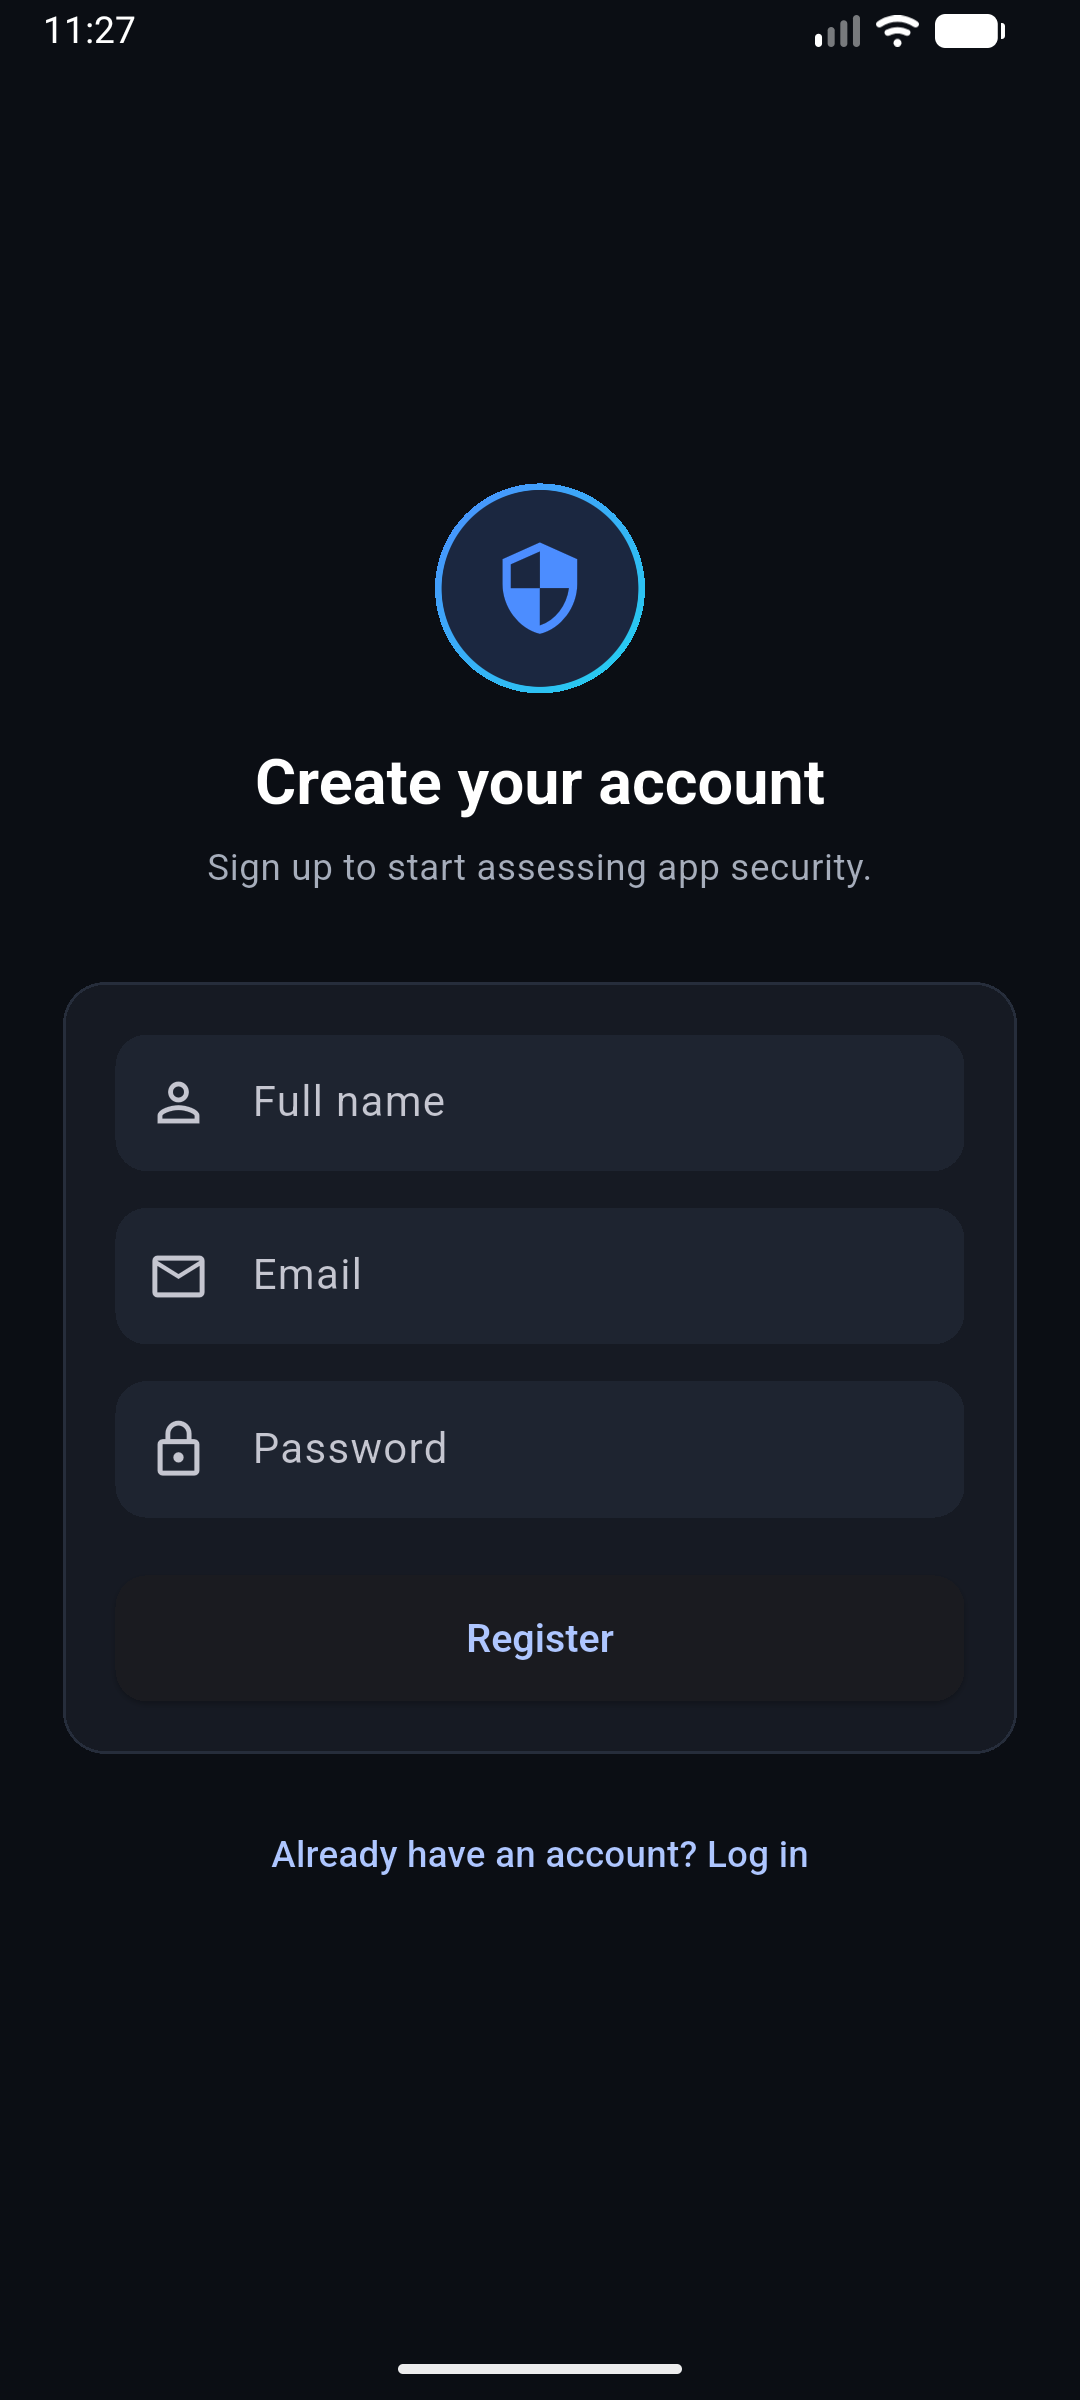 11:27
Create your account
Sign up to start assessing app security.
Full name
Email
Password
Register
Already have an account? Log in